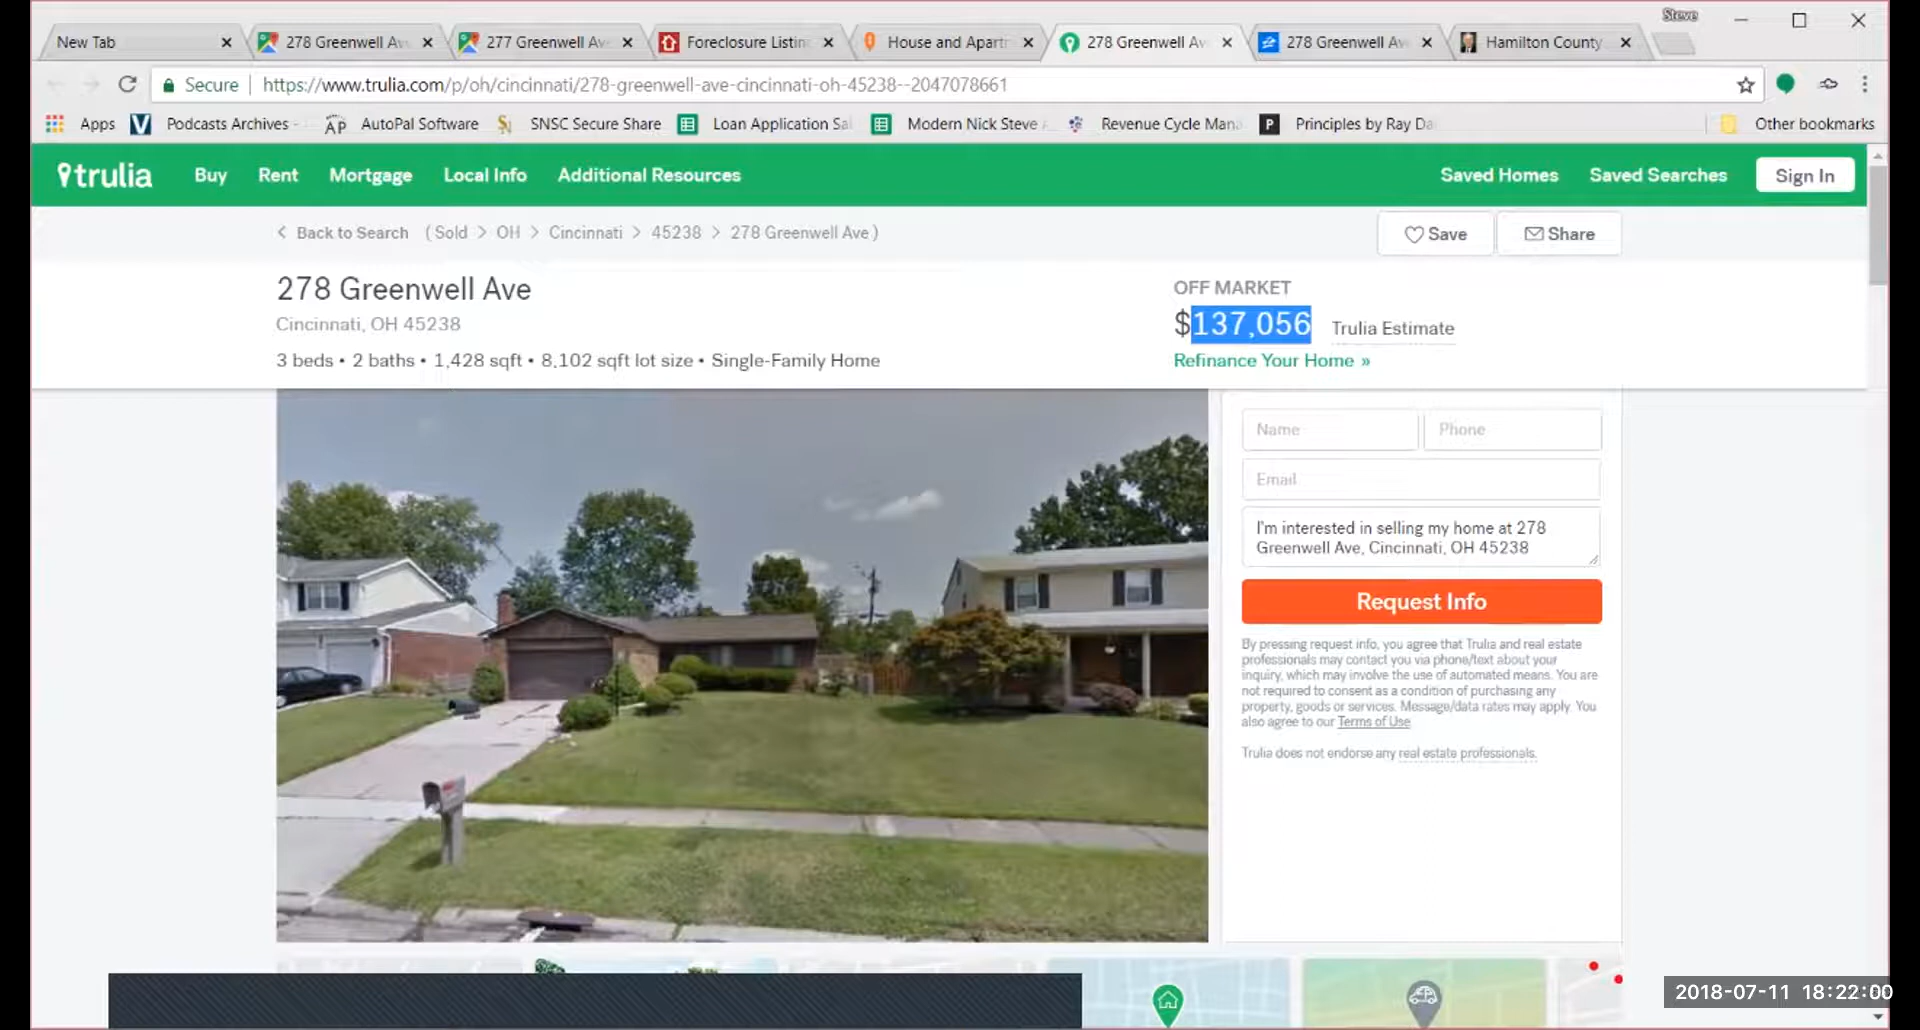 Steve
New Tab
278 Greenwell Av
277 Greenwell Av
Foreclosure Listin
House and Apart
278 Greenwell Av
278 Greenwell Av
Hamilton County
Secure
https://www.trulia.com/p/oh/cincinnati/278-greenwell-ave-cincinnati-oh-45238--2047078661
Apps
Podcasts Archives -
AutoPal Software
SNSC Secure Share
Loan Application Sa
Modern Nick Steve
Revenue Cycle Mana
Principles by Ray Da
Other bookmarks
trulia
Buy
Rent
Mortgage
Local Info
Additional Resources
Saved Homes
Saved Searches
Sign In
Back to Search ( Sold > OH > Cincinnati > 45238 > 278 Greenwell Ave )
Save
Share
278 Greenwell Ave
Cincinnati, OH 45238
3 beds • 2 baths • 1,428 sqft • 8,102 sqft lot size • Single-Family Home
OFF MARKET
$137,056 Trulia Estimate
Refinance Your Home »
Name
Phone
Email
I'm interested in selling my home at 278
Greenwell Ave, Cincinnati, OH 45238
Request Info
By pressing request info, you agree that Trulia and real estate
professionals may contact you via phone/text about your
inquiry, which may involve the use of automated means. You are
not required to consent as a condition of purchasing any
property, goods or services. Message/data rates may apply. You
also agree to our Terms of Use
Trulia does not endorse any real estate professionals.
2018-07-11 18:22:00